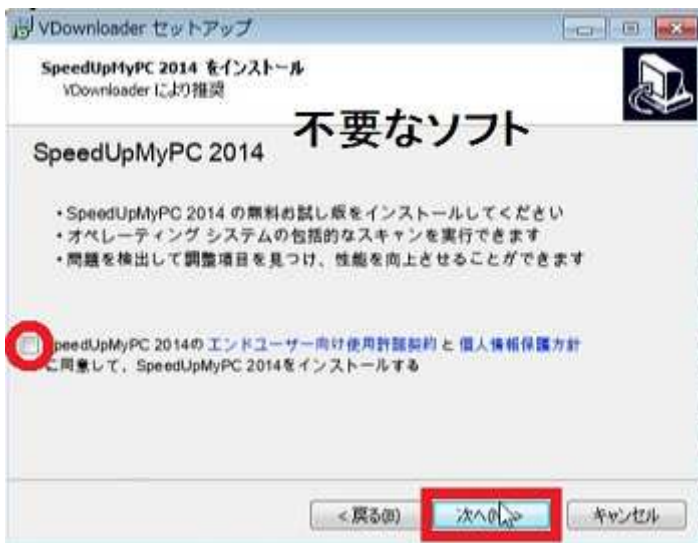 VDownloader セットアップ
SpeedUpMyPC 2014 をインストール
VDownloader により推奨
不要なソフト
SpeedUpMyPC 2014
・SpeedUpMyPC 2014 の無料お試し版をインストールしてください
・オペレーティング システムの包括的なスキャンを実行できます
・問題を検出して調整項目を見つけ、性能を向上させることができます
SpeedUpMyPC 2014の エンドユーザー向け使用許諾契約 と 個人情報保護方針
に同意して、SpeedUpMyPC 2014をインストールする
< 戻る(B) 次へ > キャンセル